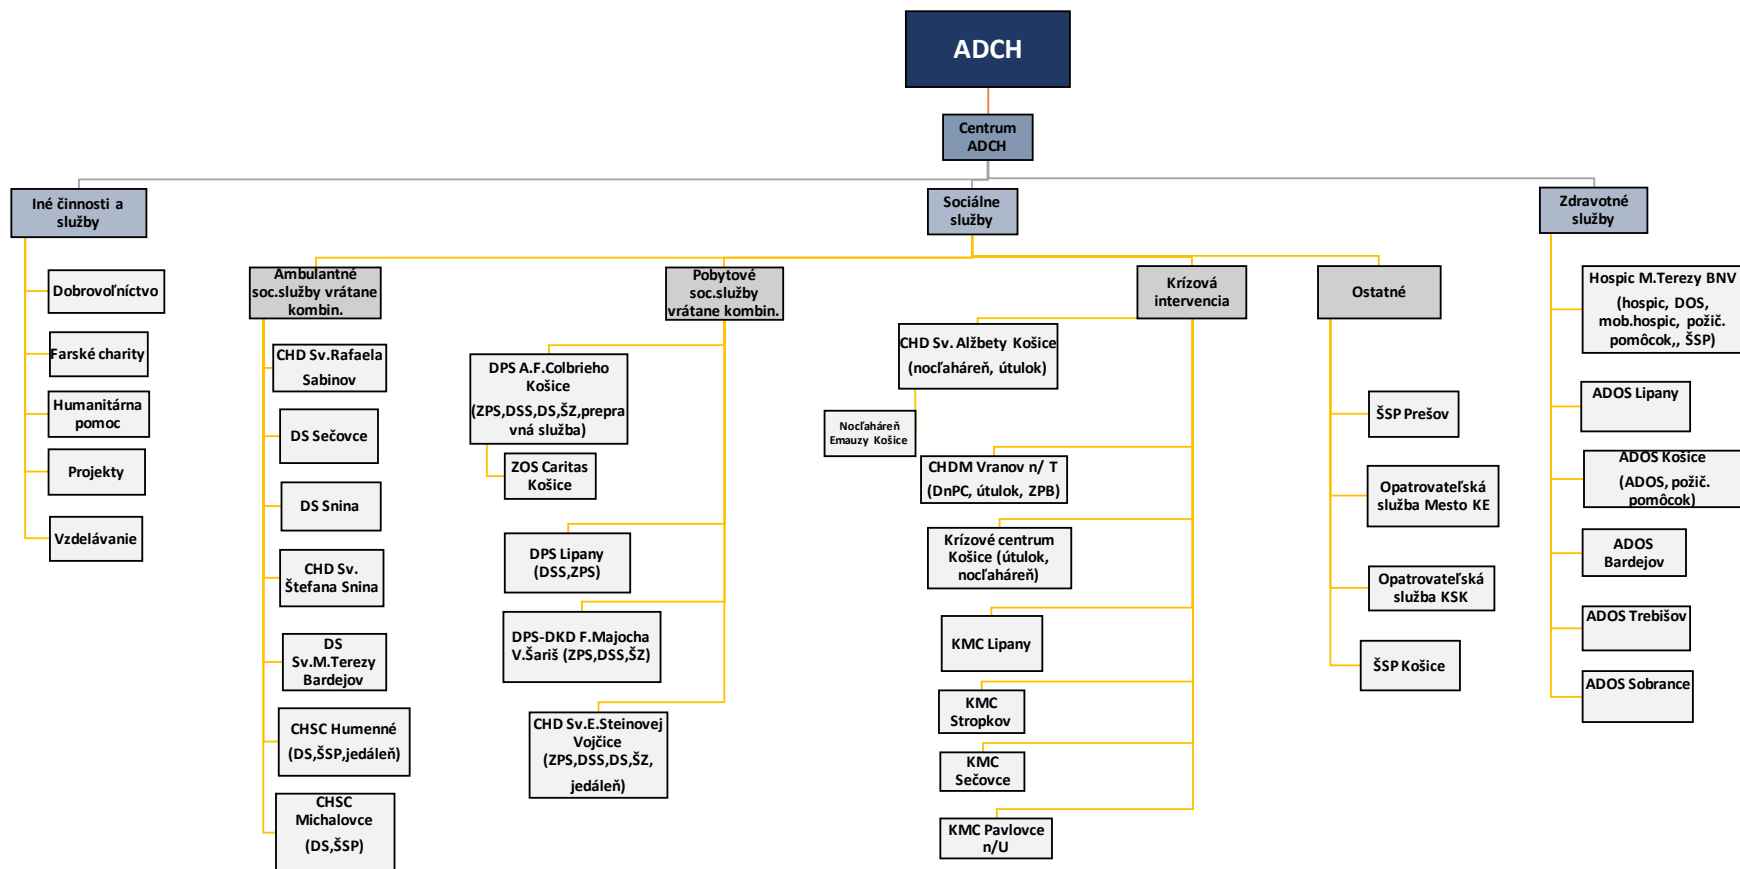 ADCH
Centrum
ADCH
Iné činnosti a
služby
Sociálne
služby
Zdravotné
služby
Dobrovoľníctvo
Farské charity
Humanitárna
pomoc
Projekty
Vzdelávanie
Ambulantné
soc.služby vrátane
kombin.
CHD Sv.Rafaela
Sabinov
DS Sečovce
DS Snina
CHD Sv.
Štefana Snina
DS
Sv.M.Terezy
Bardejov
CHSC Humenné
(DS,ŠSP,jedáleň)
CHSC
Michalovce
(DS,ŠSP)
Pobytové
soc.služby
vrátane kombin.
DPS A.F.Colbrieho
Košice
(ZPS,DSS,DS,ŠZ,prepra
vná služba)
ZOS Caritas
Košice
DPS Lipany
(DSS,ZPS)
DPS-DKD F.Majocha
V.Šariš (ZPS,DSS,ŠZ)
CHD Sv.E.Steinovej
Vojčice
(ZPS,DSS,DS,ŠZ,
jedáleň)
Krízová
intervencia
CHD Sv. Alžbety Košice
(nocľaháreň, útulok)
Nocľaháreň
Emauzy Košice
CHDM Vranov n/ T
(DnPC, útulok, ZPB)
Krízové centrum
Košice (útulok,
nocľaháreň)
KMC Lipany
KMC
Stropkov
KMC
Sečovce
KMC Pavlovce
n/U
Ostatné
ŠSP Prešov
Opatrovateľská
služba Mesto KE
Opatrovateľská
služba KSK
ŠSP Košice
Hospic M.Terezy BNV
(hospic, DOS,
mob.hospic, požič.
pomôcok,, ŠSP)
ADOS Lipany
ADOS Košice
(ADOS, požič.
pomôcok)
ADOS
Bardejov
ADOS Trebišov
ADOS Sobrance